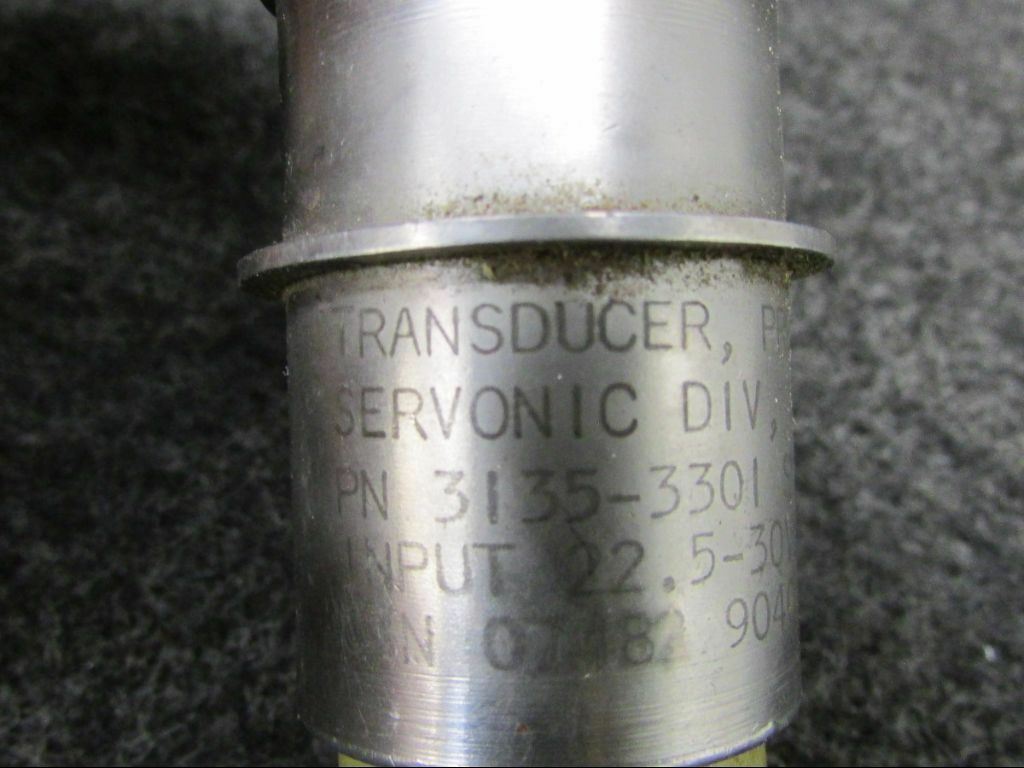 TRANSDUCER,
SERVONIC DIV,
PN 3135-3301
INPUT 22.5-30